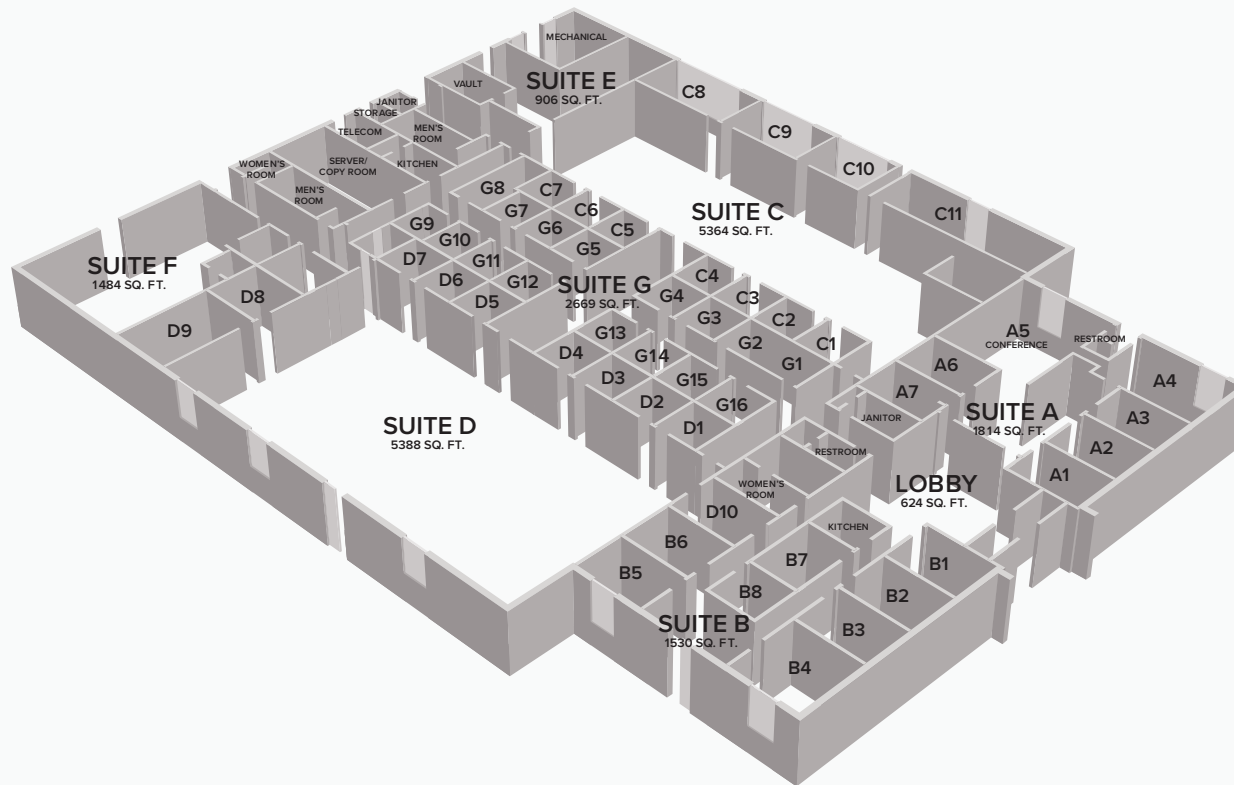 MECHANICAL
SUITE E
906 SQ. FT.
VAULT
C8
JANITOR
STORAGE
TELECOM
MEN'S
ROOM
C9
C10
WOMEN'S
ROOM
SERVER/
COPY ROOM
KITCHEN
MEN'S
ROOM
G8
C7
G7
C6
G6
C5
G5
SUITE C
5364 SQ. FT.
C11
G9
G10
G11
G12
D7
D6
D5
SUITE F
1484 SQ. FT.
D8
D9
SUITE G
2669 SQ. FT.
C4
G4
C3
G3
C2
G2
C1
G1
G13
D4
G14
D3
G15
D2
G16
D1
A5
CONFERENCE
RESTROOM
A6
A7
A4
A3
A2
A1
SUITE A
1814 SQ. FT.
JANITOR
SUITE D
5388 SQ. FT.
RESTROOM
WOMEN'S
ROOM
LOBBY
624 SQ. FT.
D10
KITCHEN
B6
B5
B7
B8
B1
B2
B3
B4
SUITE B
1530 SQ. FT.